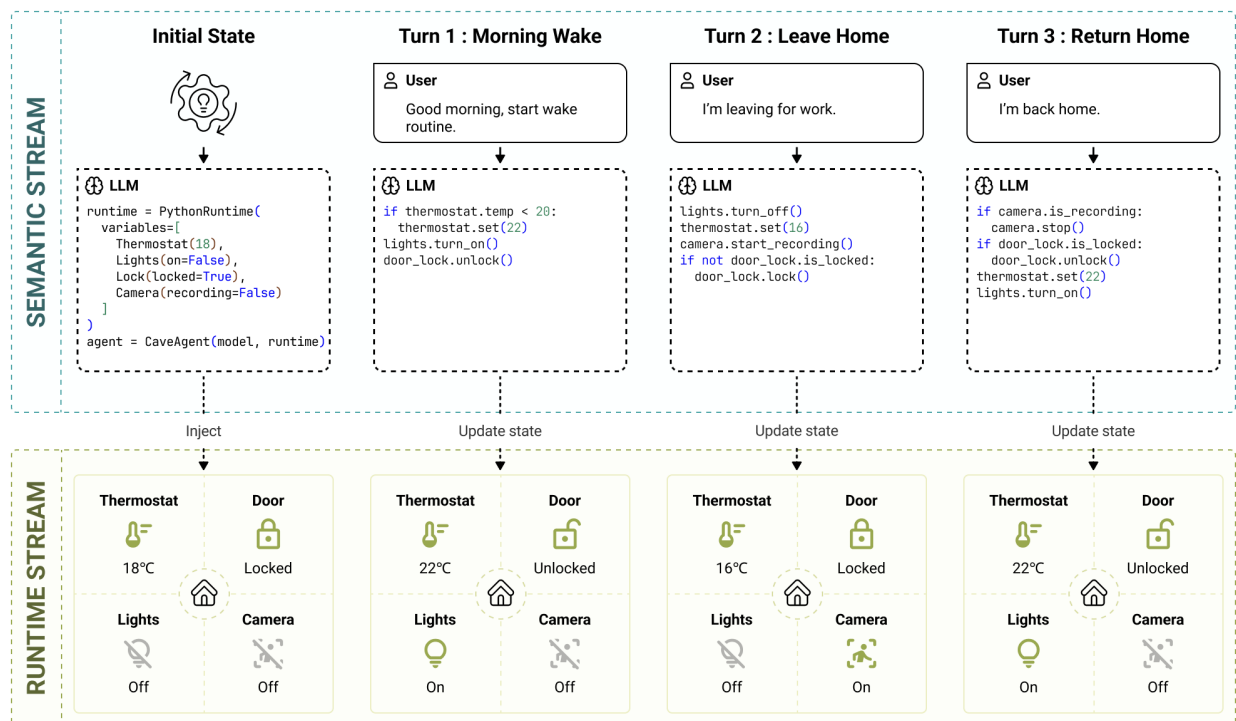 SEMANTIC STREAM
Initial State
LLM
runtime = PythonRuntime(
variables=[
Thermostat(18),
Lights(on=False),
Lock(locked=True),
Camera(recording=False)
]
)
agent = CaveAgent(model, runtime)
Turn 1 : Morning Wake
User
Good morning, start wake
routine.
LLM
if thermostat.temp < 20:
thermostat.set(22)
lights.turn_on()
door_lock.unlock()
Turn 2 : Leave Home
User
I'm leaving for work.
LLM
lights.turn_off()
thermostat.set(16)
camera.start_recording()
if not door_lock.is_locked:
door_lock.lock()
Turn 3 : Return Home
User
I'm back home.
LLM
if camera.is_recording:
camera.stop()
if door_lock.is_locked:
door_lock.unlock()
thermostat.set(22)
lights.turn_on()
Inject
Update state
Update state
Update state
RUNTIME STREAM
Thermostat
18℃
Door
Locked
Lights
Off
Camera
Off
Thermostat
22℃
Door
Unlocked
Lights
On
Camera
Off
Thermostat
16℃
Door
Locked
Lights
Off
Camera
On
Thermostat
22℃
Door
Unlocked
Lights
On
Camera
Off